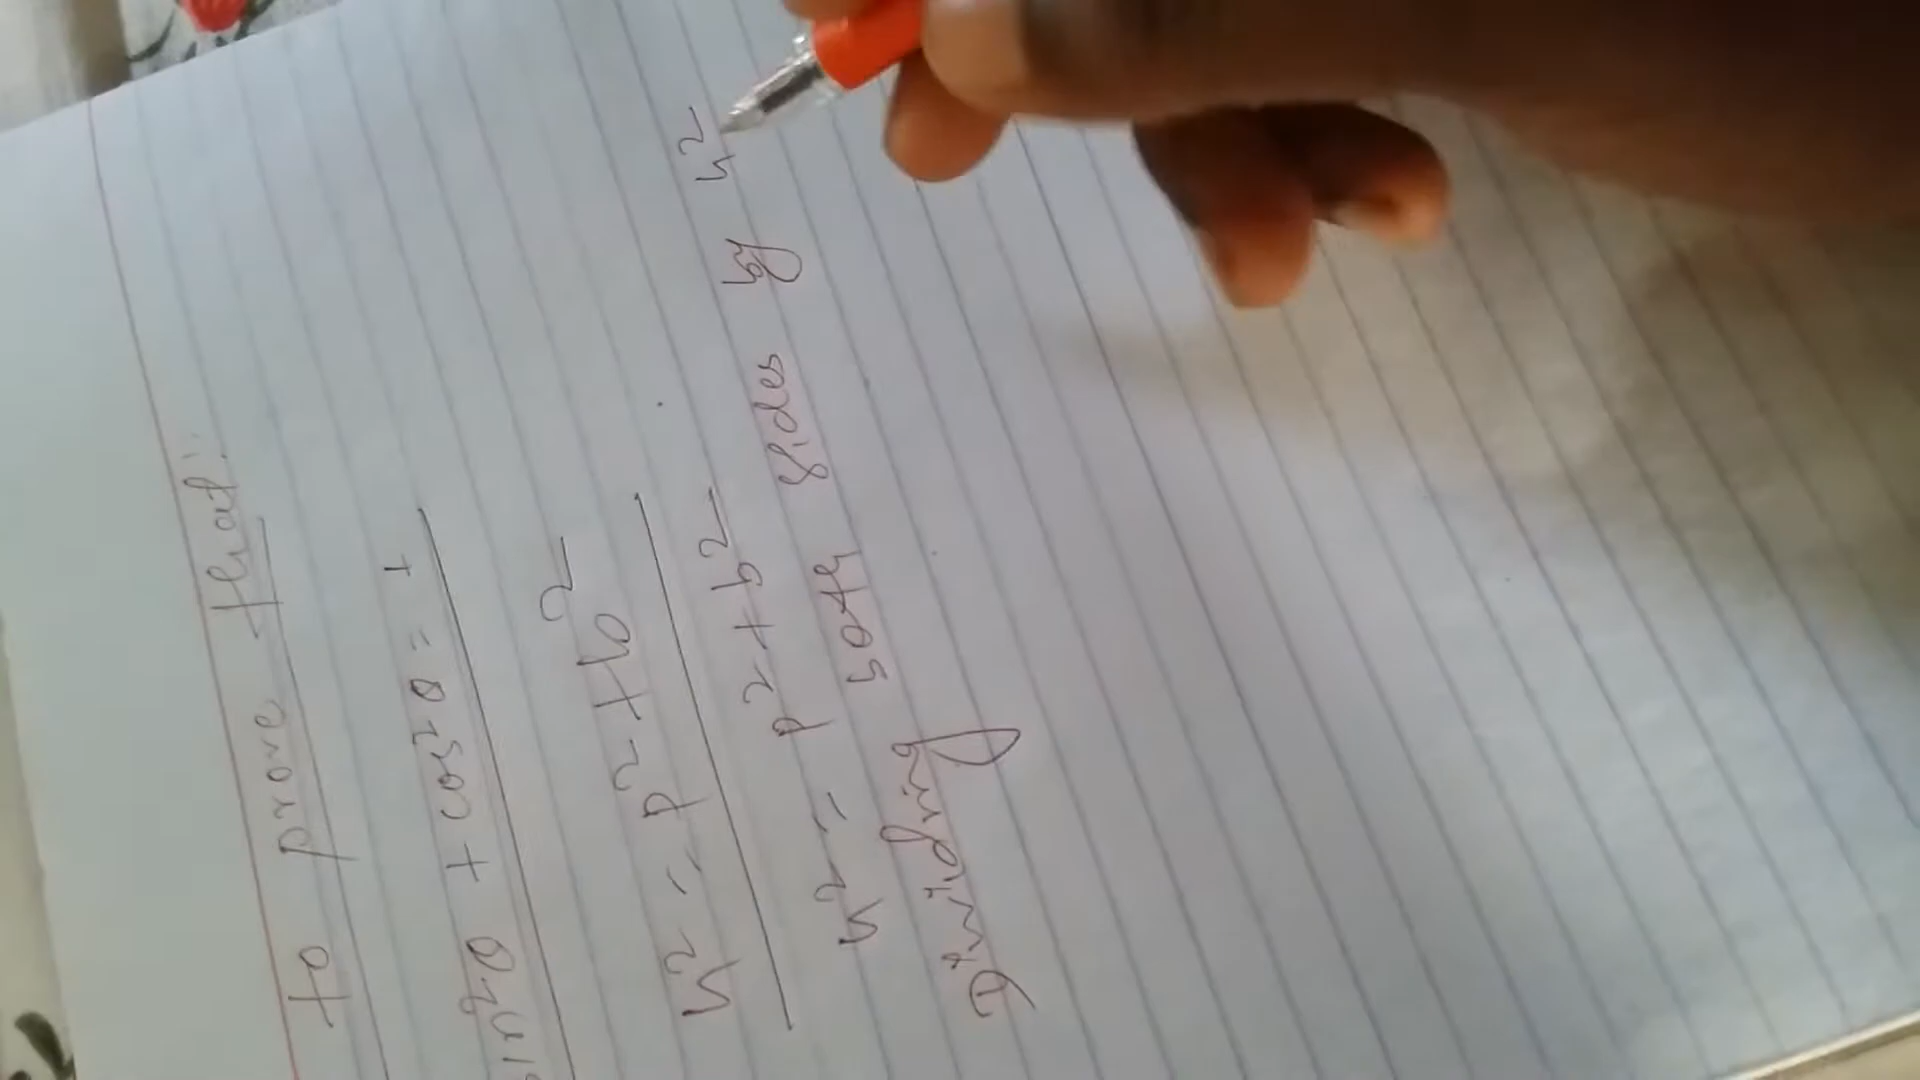 to prove that:
sin²θ + cos²θ = 1
h² = p² + b²
h² = p² + b²
Dividing both sides by h²